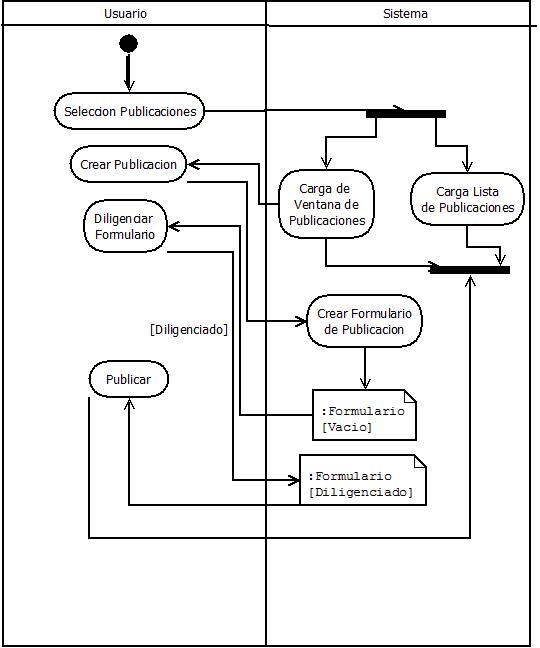 Usuario
Sistema
Seleccion Publicaciones
Crear Publicacion
Carga de
Ventana de
Publicaciones
Carga Lista
de Publicaciones
Diligenciar
Formulario
Crear Formulario
de Publicacion
[Diligenciado]
Publicar
:Formulario
[Vacio]
:Formulario
[Diligenciado]